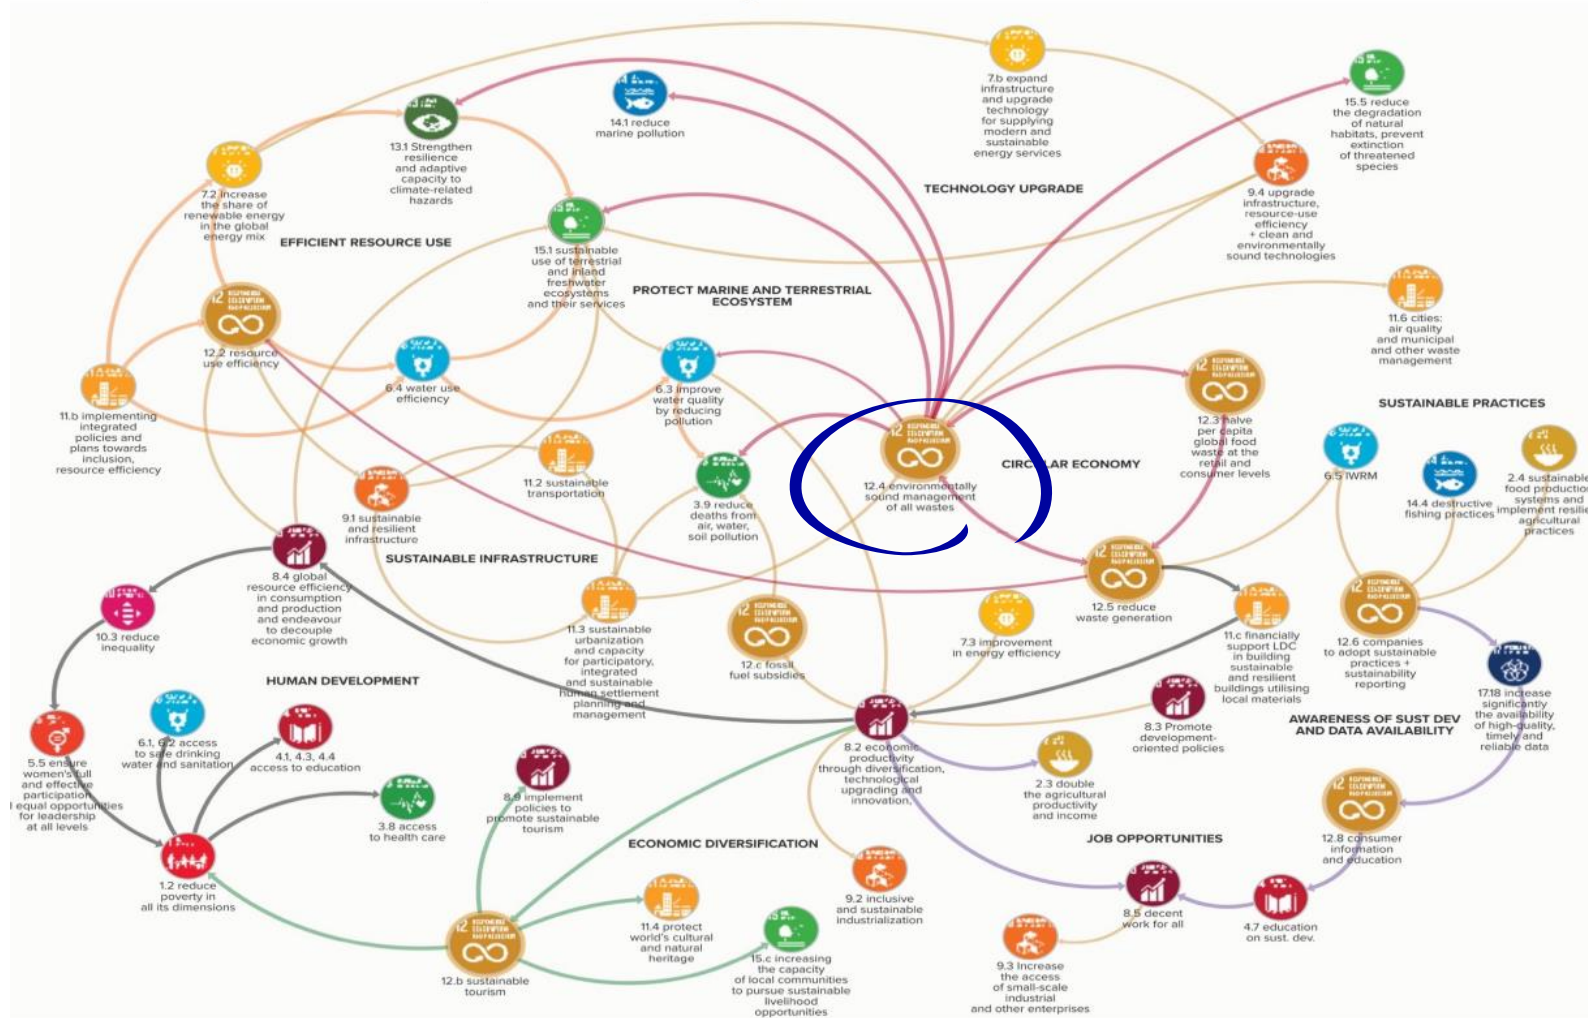 7.b expand
infrastructure
and upgrade
technology
for supplying
modern and
sustainable
energy services
15.5 reduce
the degradation
of natural
habitats, prevent
extinction
of threatened
species
14.1 reduce
marine pollution
13.1 Strengthen
resilience
and adaptive
capacity to
climate-related
hazards
7.2 increase
the share of
renewable energy
in the global
energy mix
TECHNOLOGY UPGRADE
9.4 upgrade
infrastructure,
resource-use
efficiency
+ clean and
environmentally
sound technologies
EFFICIENT RESOURCE USE
15.1 sustainable
use of terrestrial
and inland
freshwater
ecosystems
and their services
PROTECT MARINE AND TERRESTRIAL
ECOSYSTEM
11.6 cities:
air quality
and municipal
and other waste
management
12 RESPONSIBLE
CONSUMPTION
AND PRODUCTION
12.2 resource
use efficiency
6.4 water use
efficiency
6.3 improve
water quality
by reducing
pollution
12.3 halve
per capita
global food
waste at the
retail and
consumer levels
SUSTAINABLE PRACTICES
11.b implementing
integrated
policies and
plans towards
inclusion,
resource efficiency
CIRCULAR ECONOMY
12.4 environmentally
sound management
of all wastes
6.5 IWRM
14.4 destructive
fishing practices
2.4 sustainable
food production
systems and
implement
agricultural
practices
11.2 sustainable
transportation
9.1 sustainable
and resilient
infrastructure
3.9 reduce
deaths from
air, water,
soil pollution
SUSTAINABLE INFRASTRUCTURE
8.4 global
resource efficiency
in consumption
and production
and endeavour
to decouple
economic growth
10.3 reduce
inequality
11.3 sustainable
urbanization
and capacity
for participatory,
integrated
and sustainable
human settlement
planning and
management
12.c fossil
fuel subsidies
7.3 improvement
in energy efficiency
12.5 reduce
waste generation
11.c financially
support LDC
in building
sustainable
and resilient
buildings utilising
local materials
12.6 companies
to adopt sustainable
practices +
sustainability
reporting
17.18 increase
significantly
the availability
of high-quality,
timely and
reliable data
HUMAN DEVELOPMENT
AWARENESS OF SUST DEV
AND DATA AVAILABILITY
5.5 ensure
women's full
and effective
participation
equal opportunities
for leadership
at all levels
6.1, 6.2 access
to safe drinking
water and sanitation
4.1, 4.3, 4.4
access to education
3.8 access
to health care
8.9 implement
policies to
promote sustainable
tourism
8.2 economic
productivity
through diversification,
technological
upgrading and
innovation,
8.3 Promote
development-
oriented policies
2.3 double
the agricultural
productivity
and income
12.8 consumer
information
and education
ECONOMIC DIVERSIFICATION
JOB OPPORTUNITIES
1.2 reduce
poverty in
all its dimensions
9.2 inclusive
and sustainable
industrialization
8.5 decent
work for all
4.7 education
on sust. dev.
11.4 protect
world's cultural
and natural
heritage
15.c increasing
the capacity
of local communities
to pursue sustainable
livelihood
opportunities
9.3 Increase
the access
of small-scale
industrial
and other enterprises
12.b sustainable
tourism